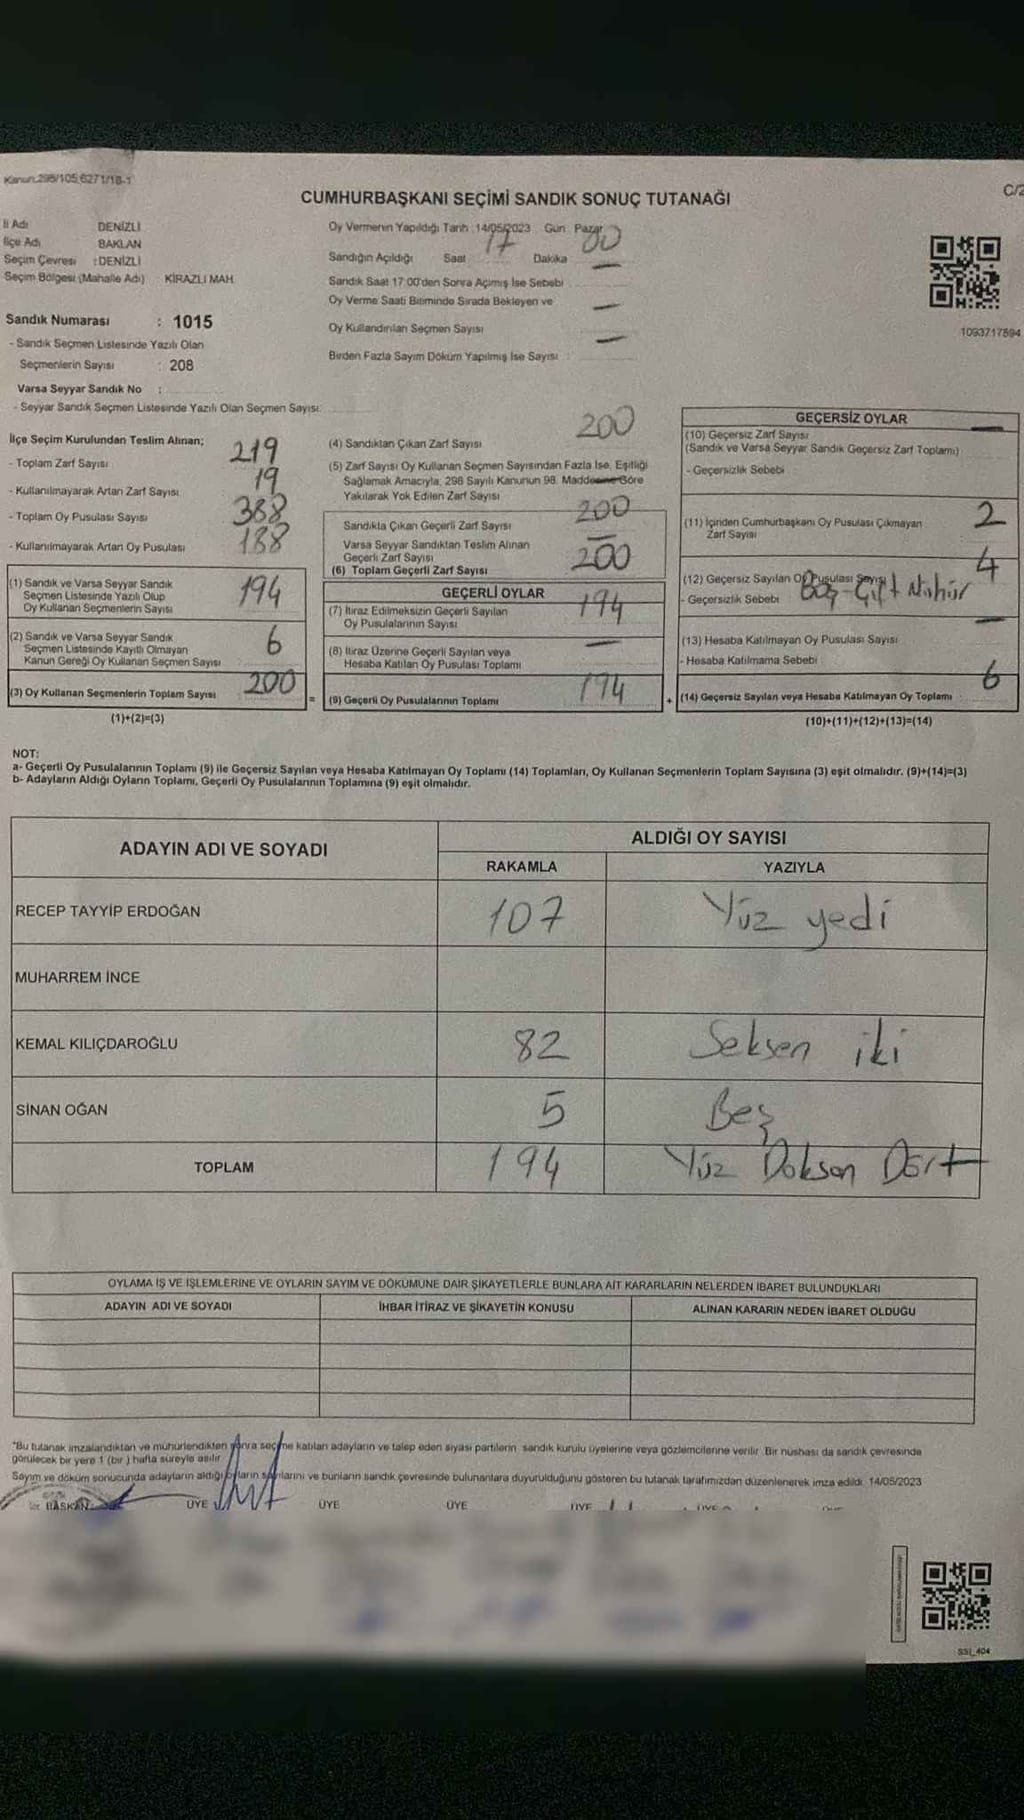 Kanun:298/105,6271/18-1
C/2
CUMHURBAŞKANI SEÇİMİ SANDIK SONUÇ TUTANAĞI
İl Adı DENİZLİ
İlçe Adı BAKLAN
Seçim Çevresi : DENİZLİ
Seçim Bölgesi (Mahalle Adı) KİRAZLI MAH.
Sandık Numarası : 1015
- Sandık Seçmen Listesinde Yazılı Olan
Seçmenlerin Sayısı : 208
Varsa Seyyar Sandık No :
- Seyyar Sandık Seçmen Listesinde Yazılı Olan Seçmen Sayısı:
Oy Vermenin Yapıldığı Tarih : 14/05/2023 Gün : Pazar
Sandığın Açıldığı Saat 17 Dakika 00
Sandık Saat 17:00'den Sonra Açımış İse Sebebi —
Oy Verme Saati Bitiminde Sırada Bekleyen ve
Oy Kullandırılan Seçmen Sayısı —
Birden Fazla Sayım Döküm Yapılmış İse Sayısı : —
1093717894
İlçe Seçim Kurulundan Teslim Alınan;
- Toplam Zarf Sayısı 219
- Kullanılmayarak Artan Zarf Sayısı 19
- Toplam Oy Pusulası Sayısı 388
- Kullanılmayarak Artan Oy Pusulası 188
(1) Sandık ve Varsa Seyyar Sandık
Seçmen Listesinde Yazılı Olup
Oy Kullanan Seçmenlerin Sayısı 194
(2) Sandık ve Varsa Seyyar Sandık
Seçmen Listesinde Kayıtlı Olmayan
Kanun Gereği Oy Kullanan Seçmen Sayısı 6
(3) Oy Kullanan Seçmenlerin Toplam Sayısı 200
(1)+(2)=(3)
(4) Sandıktan Çıkan Zarf Sayısı 200
(5) Zarf Sayısı Oy Kullanan Seçmen Sayısından Fazla İse, Eşitliği
Sağlamak Amacıyla; 298 Sayılı Kanunun 98. Maddesine Göre
Yakılarak Yok Edilen Zarf Sayısı —
Sandıkta Çıkan Geçerli Zarf Sayısı 200
Varsa Seyyar Sandıktan Teslim Alınan
Geçerli Zarf Sayısı —
(6) Toplam Geçerli Zarf Sayısı 200
GEÇERLİ OYLAR
(7) İtiraz Edilmeksizin Geçerli Sayılan
Oy Pusulalarının Sayısı 194
(8) İtiraz Üzerine Geçerli Sayılan veya
Hesaba Katılan Oy Pusulası Toplamı —
= (9) Geçerli Oy Pusulalarının Toplamı 194 +
GEÇERSİZ OYLAR
(10) Geçersiz Zarf Sayısı —
(Sandık ve Varsa Seyyar Sandık Geçersiz Zarf Toplamı)
- Geçersizlik Sebebi
(11) İçinden Cumhurbaşkanı Oy Pusulası Çıkmayan
Zarf Sayısı 2
(12) Geçersiz Sayılan Oy Pusulası Sayısı 4
- Geçersizlik Sebebi Boş-Çift Mühür
(13) Hesaba Katılmayan Oy Pusulası Sayısı —
- Hesaba Katılmama Sebebi
(14) Geçersiz Sayılan veya Hesaba Katılmayan Oy Toplamı 6
(10)+(11)+(12)+(13)=(14)
NOT:
a- Geçerli Oy Pusulalarının Toplamı (9) ile Geçersiz Sayılan veya Hesaba Katılmayan Oy Toplamı (14) Toplamları, Oy Kullanan Seçmenlerin Toplam Sayısına (3) eşit olmalıdır. (9)+(14)=(3)
b- Adayların Aldığı Oyların Toplamı, Geçerli Oy Pusulalarının Toplamına (9) eşit olmalıdır.
ADAYIN ADI VE SOYADI
ALDIĞI OY SAYISI
RAKAMLA YAZIYLA
RECEP TAYYİP ERDOĞAN 107 Yüz yedi
MUHARREM İNCE
KEMAL KILIÇDAROĞLU 82 Seksen iki
SİNAN OĞAN 5 Beş
TOPLAM 194 Yüz Doksan Dört
OYLAMA İŞ VE İŞLEMLERİNE VE OYLARIN SAYIM VE DÖKÜMÜNE DAİR ŞİKAYETLERLE BUNLARA AİT KARARLARIN NELERDEN İBARET BULUNDUKLARI
ADAYIN ADI VE SOYADI İHBAR İTİRAZ VE ŞİKAYETİN KONUSU ALINAN KARARIN NEDEN İBARET OLDUĞU
*Bu tutanak imzalandıktan ve mühürlendikten sonra seçime katılan adayların ve talep eden siyasi partilerin sandık kurulu üyelerine veya gözlemcilerine verilir. Bir nüshası da sandık çevresinde
görülecek bir yere 1 (bir ) hafta süreyle asılır.
Sayım ve döküm sonucunda adayların aldığı oyların sayılarını ve bunların sandık çevresinde bulunanlara duyurulduğunu gösteren bu tutanak tarafımızdan düzenlenerek imza edildi. 14/05/2023
BAŞKAN ÜYE ÜYE ÜYE ÜYE
SSİ_404